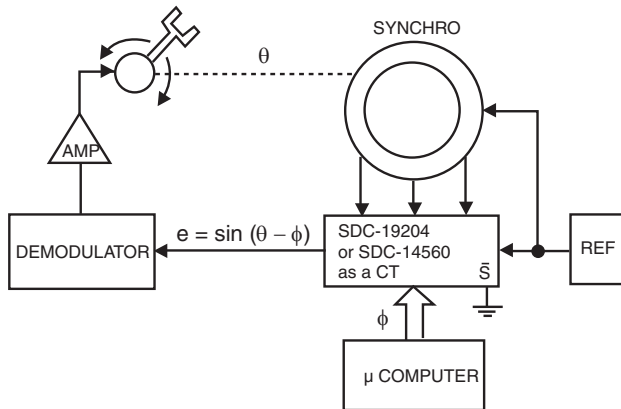 SYNCHRO
θ
AMP
SDC-19204
or SDC-14560
as a CT
S̄
DEMODULATOR
e = sin (θ − ϕ)
REF
ϕ
µ COMPUTER